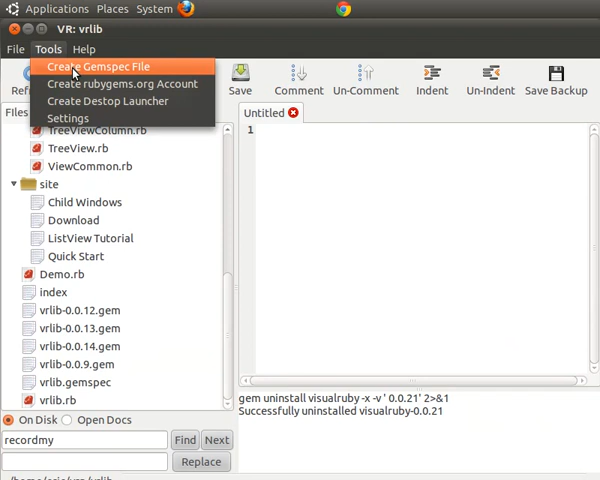 Applications Places System
VR: vrlib
File Tools Help
Create Gemspec File
Create rubygems.org Account
Create Destop Launcher
Settings
Save Comment Un-Comment Indent Un-Indent Save Backup
Untitled
1
TreeViewColumn.rb
TreeView.rb
ViewCommon.rb
site
Child Windows
Download
ListView Tutorial
Quick Start
Demo.rb
index
vrlib-0.0.12.gem
vrlib-0.0.13.gem
vrlib-0.0.14.gem
vrlib-0.0.9.gem
vrlib.gemspec
vrlib.rb
gem uninstall visualruby -x -v ' 0.0.21' 2>&1
Successfully uninstalled visualruby-0.0.21
On Disk Open Docs
recordmy
Find Next
Replace